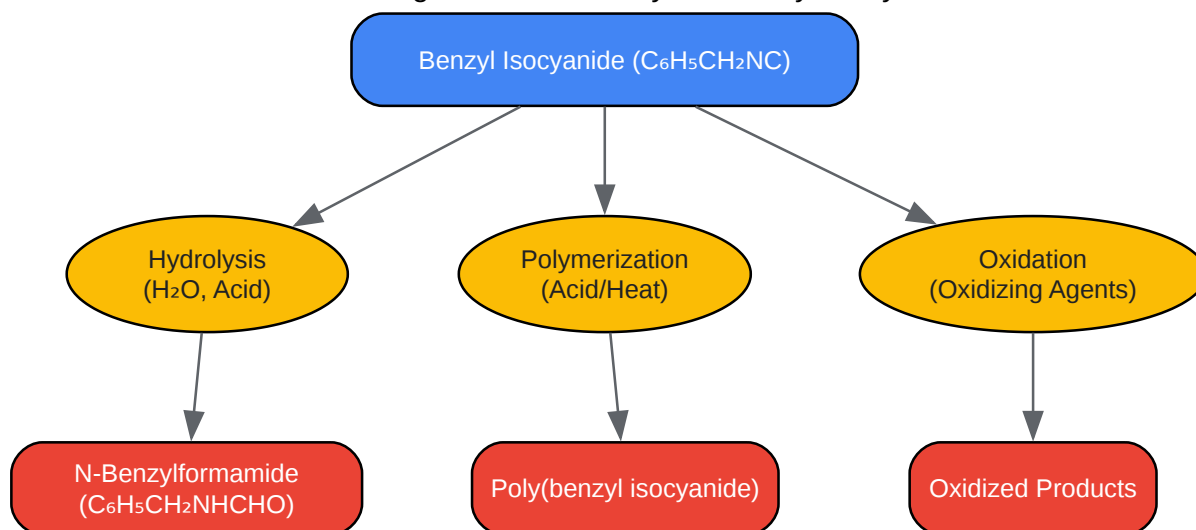 Benzyl Isocyanide (C₆H₅CH₂NC)
Hydrolysis
(H₂O, Acid)
Polymerization
(Acid/Heat)
Oxidation
(Oxidizing Agents)
N-Benzylformamide
(C₆H₅CH₂NHCHO)
Poly(benzyl isocyanide)
Oxidized Products